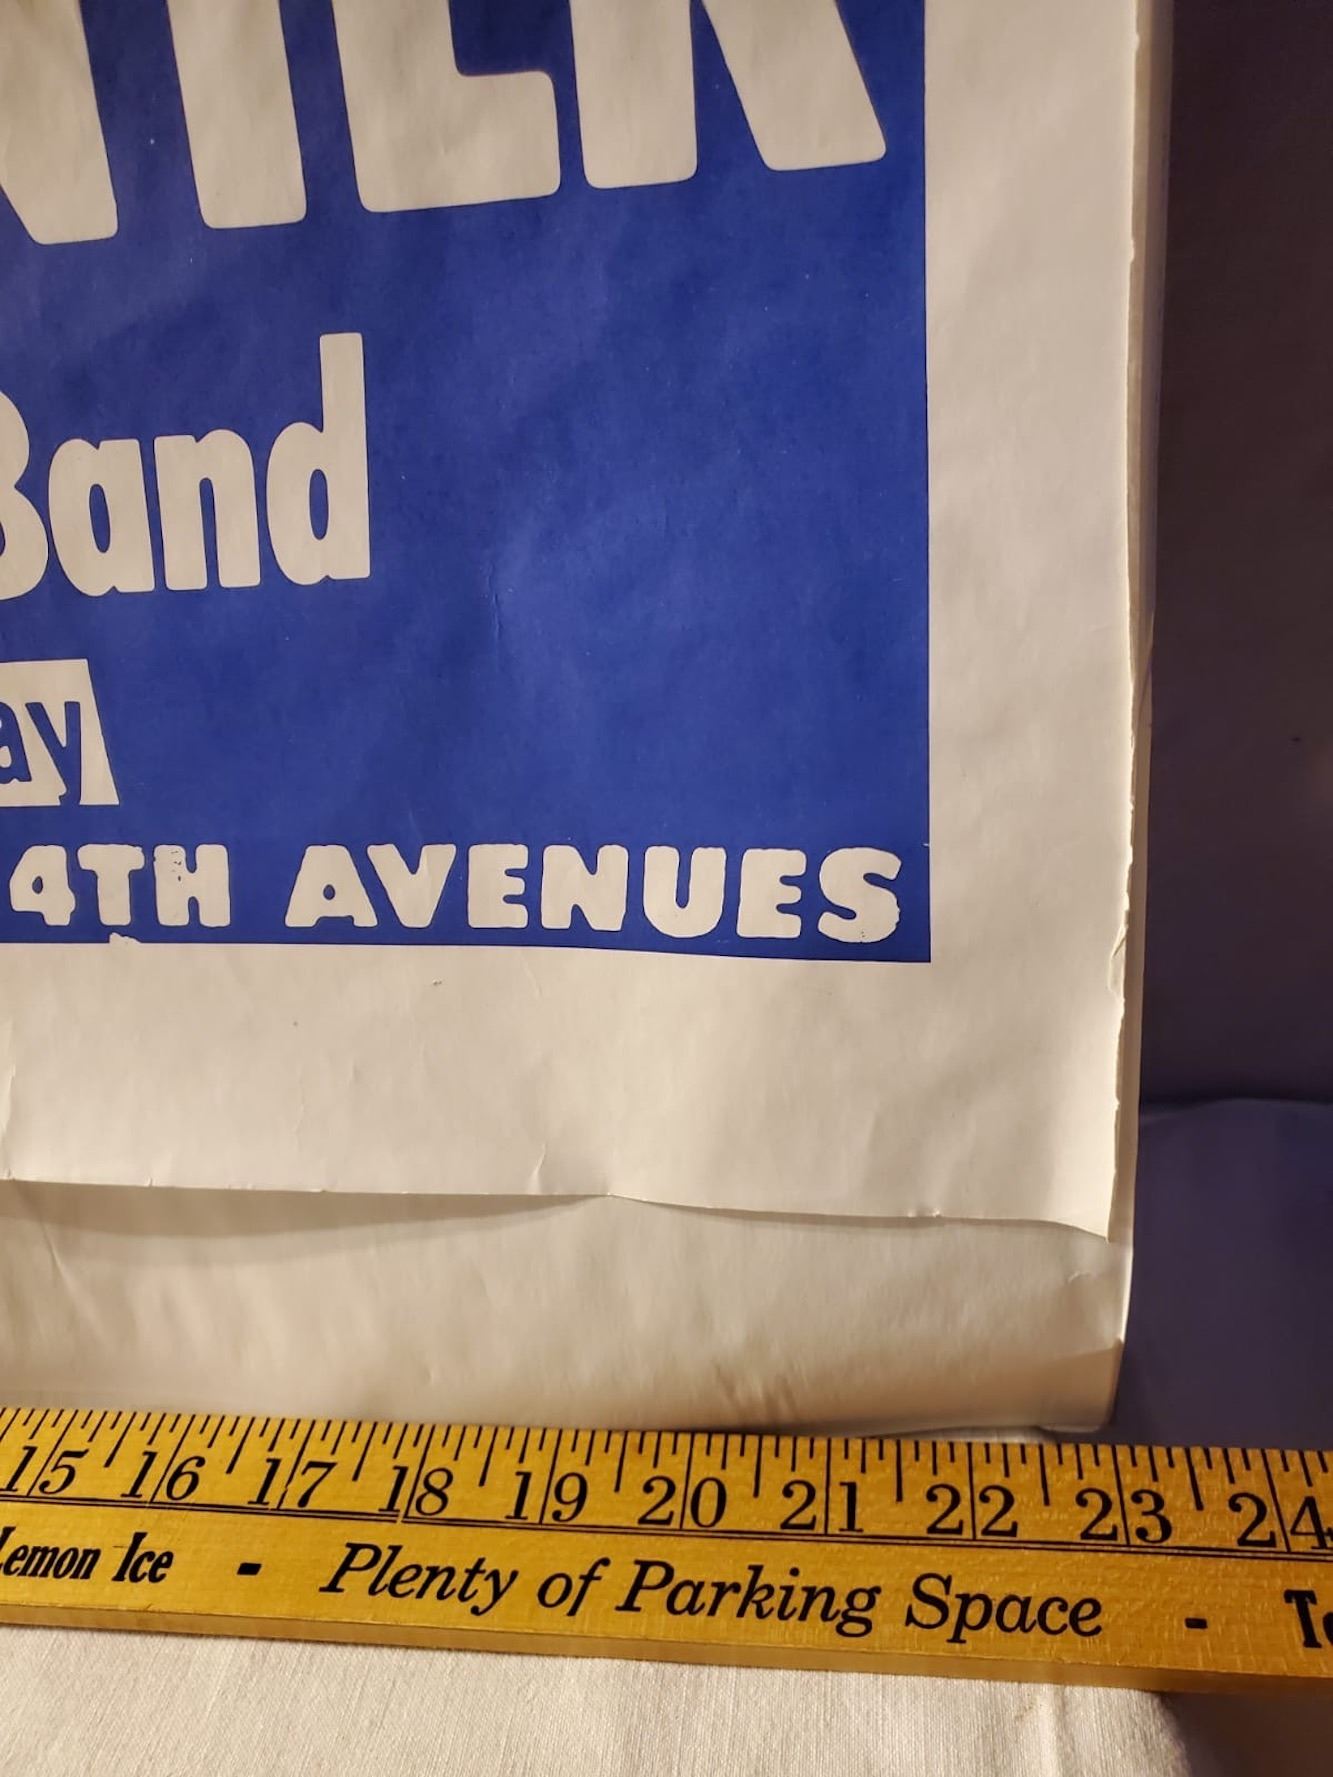 Band
4TH AVENUES
15 16 17 18 19 20 21 22 23 24
Lemon Ice - Plenty of Parking Space -